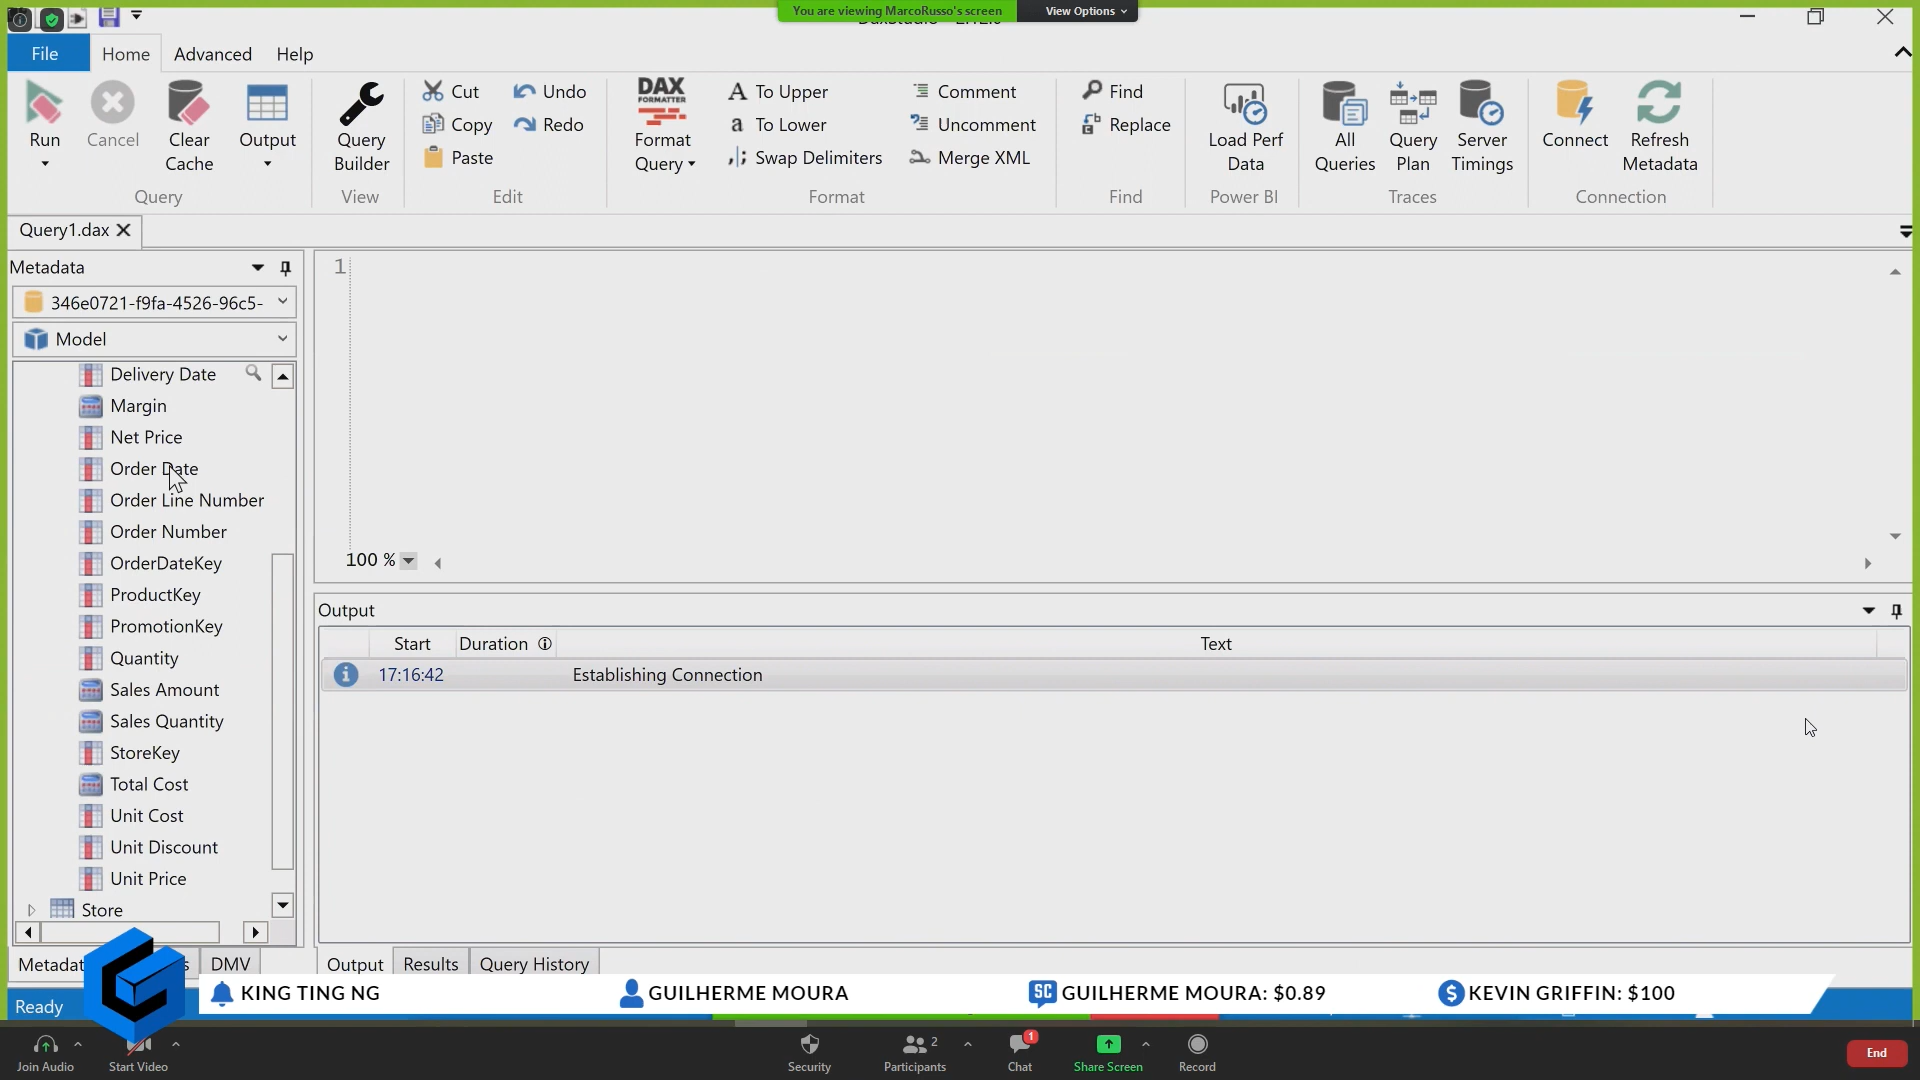 You are viewing MarcoRusso's screen
View Options
File
Home
Advanced
Help
Run
Cancel
Clear Cache
Output
Query
Query Builder
View
Cut
Copy
Paste
Undo
Redo
Edit
DAX
FORMATTER
Format Query
To Upper
To Lower
Swap Delimiters
Comment
Uncomment
Merge XML
Format
Find
Replace
Find
Load Perf Data
Power BI
All Queries
Query Plan
Server Timings
Traces
Connect
Refresh Metadata
Connection
Query1.dax
Metadata
346e0721-f9fa-4526-96c5-
Model
Delivery Date
Margin
Net Price
Order Date
Order Line Number
Order Number
OrderDateKey
ProductKey
PromotionKey
Quantity
Sales Amount
Sales Quantity
StoreKey
Total Cost
Unit Cost
Unit Discount
Unit Price
Store
1
100 %
Output
Start
Duration
Text
17:16:42
Establishing Connection
DMV
Output
Results
Query History
KING TING NG
GUILHERME MOURA
SC
GUILHERME MOURA: $0.89
$
KEVIN GRIFFIN: $100
Ready
Join Audio
Start Video
Security
Participants
2
Chat
1
Share Screen
Record
End